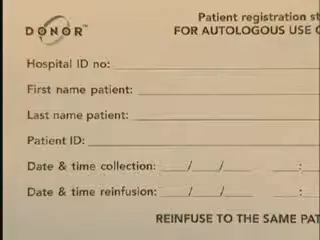 DONOR™
Patient registration st
FOR AUTOLOGOUS USE
Hospital ID no:
First name patient:
Last name patient:
Patient ID:
Date & time collection: / / :
Date & time reinfusion: / / :
REINFUSE TO THE SAME PAT